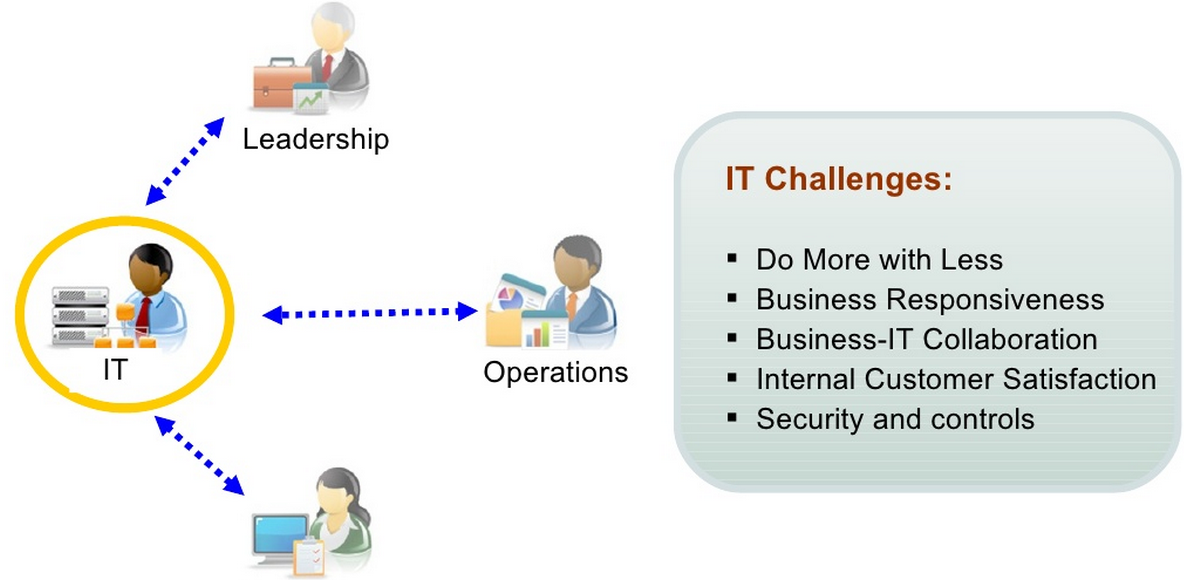 Leadership
IT
Operations
IT Challenges:
▪ Do More with Less
▪ Business Responsiveness
▪ Business-IT Collaboration
▪ Internal Customer Satisfaction
▪ Security and controls